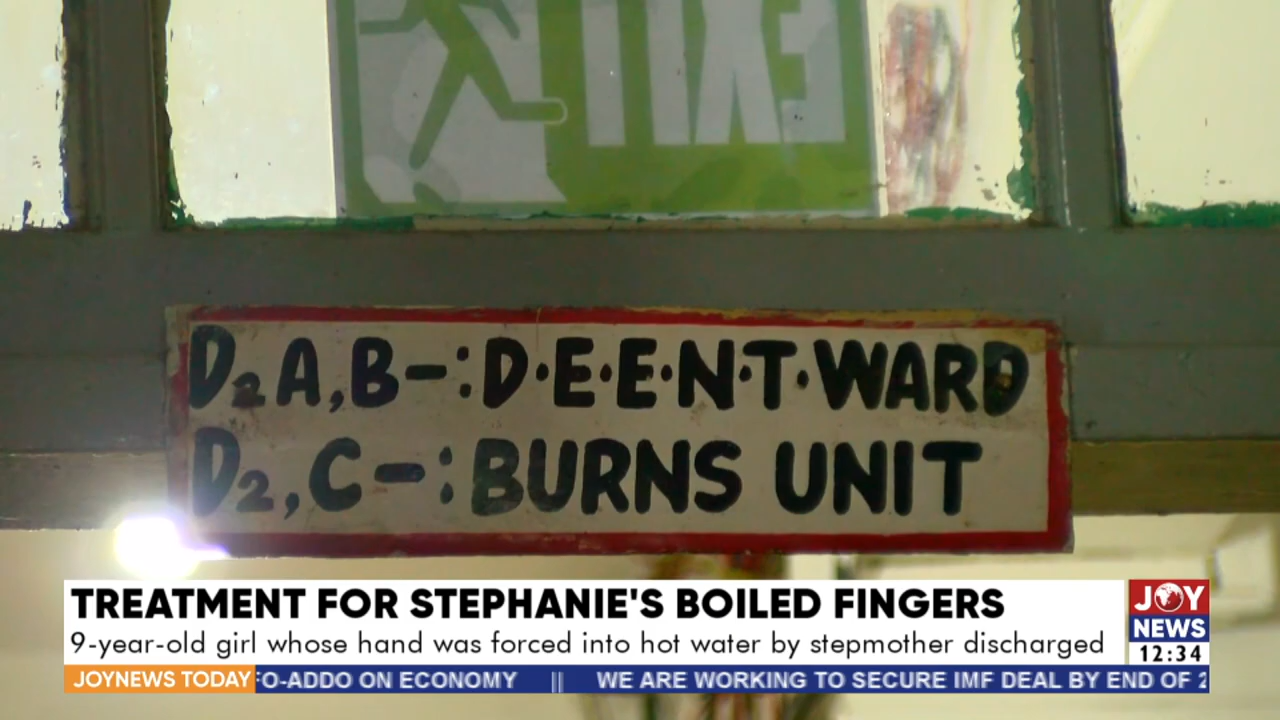 EXIT
D2A,B-:D.E.E.N.T.WARD
D2,C-:BURNS UNIT
TREATMENT FOR STEPHANIE'S BOILED FINGERS
9-year-old girl whose hand was forced into hot water by stepmother discharged
JOY
NEWS
12:34
JOYNEWS TODAY
O-ADDO ON ECONOMY || WE ARE WORKING TO SECURE IMF DEAL BY END OF